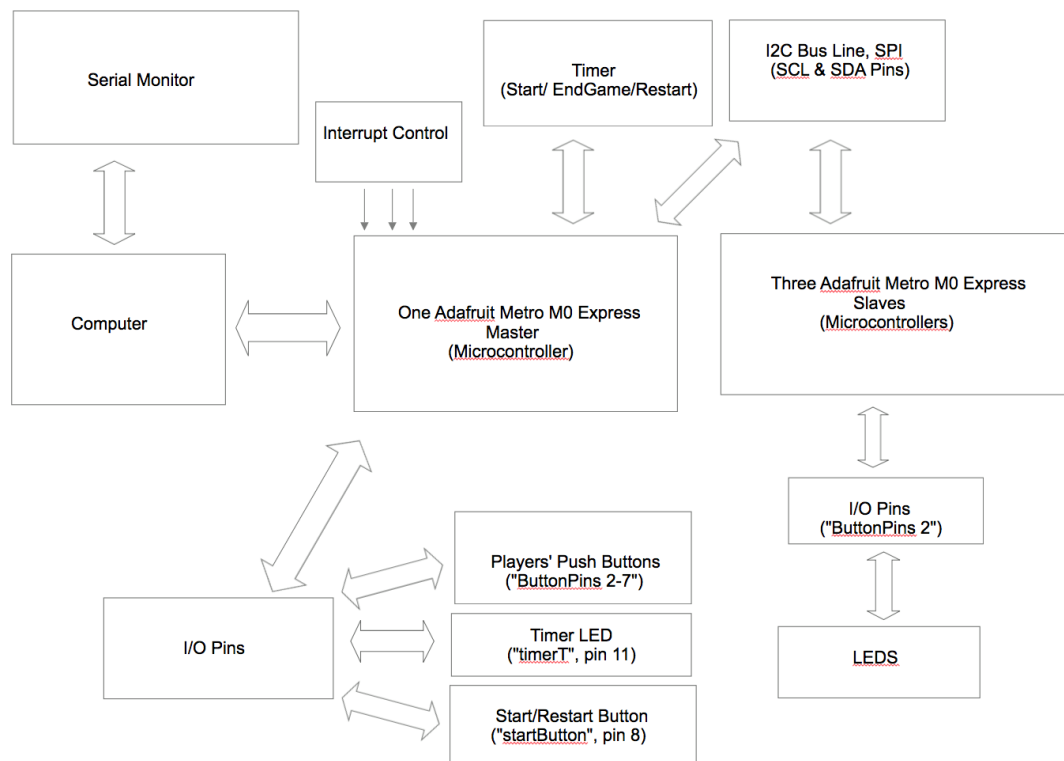 Serial Monitor
Interrupt Control
Timer
(Start/ EndGame/Restart)
I2C Bus Line, SPI
(SCL & SDA Pins)
Computer
One Adafruit Metro M0 Express
Master
(Microcontroller)
Three Adafruit Metro M0 Express
Slaves
(Microcontrollers)
I/O Pins
("ButtonPins 2")
LEDS
I/O Pins
Players' Push Buttons
("ButtonPins 2-7")
Timer LED
("timerT", pin 11)
Start/Restart Button
("startButton", pin 8)